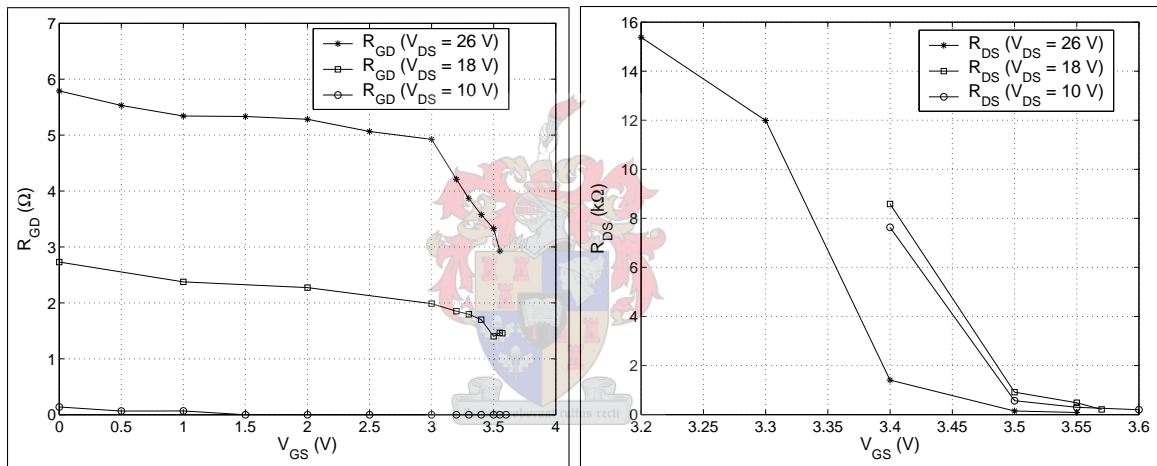 7
6
5
4
3
2
1
0
R_GD (Ω)
R_GD (V_DS = 26 V)
R_GD (V_DS = 18 V)
R_GD (V_DS = 10 V)
0 0.5 1 1.5 2 2.5 3 3.5 4
V_GS (V)
16
14
12
10
8
6
4
2
0
R_DS (kΩ)
R_DS (V_DS = 26 V)
R_DS (V_DS = 18 V)
R_DS (V_DS = 10 V)
3.2 3.25 3.3 3.35 3.4 3.45 3.5 3.55 3.6
V_GS (V)
cultus recti